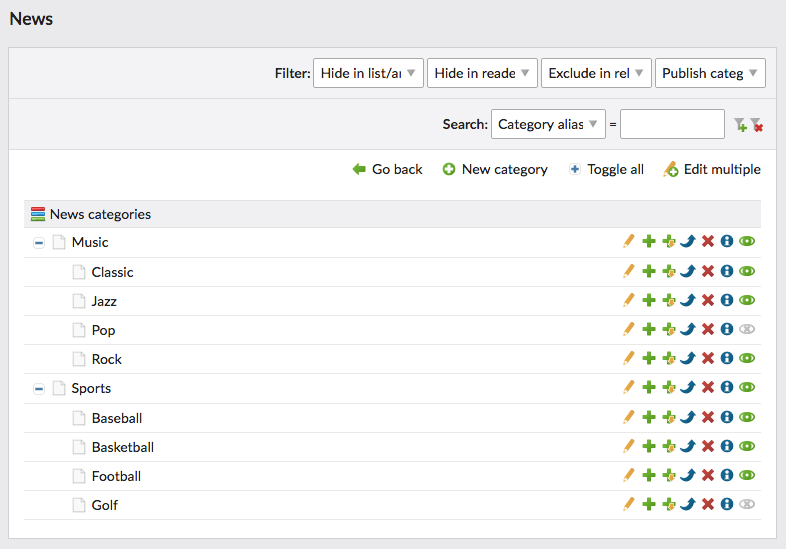 News
Filter: Hide in list/ar Hide in reade Exclude in rel Publish categ
Search: Category alias =
Go back New category Toggle all Edit multiple
News categories
Music
Classic
Jazz
Pop
Rock
Sports
Baseball
Basketball
Football
Golf